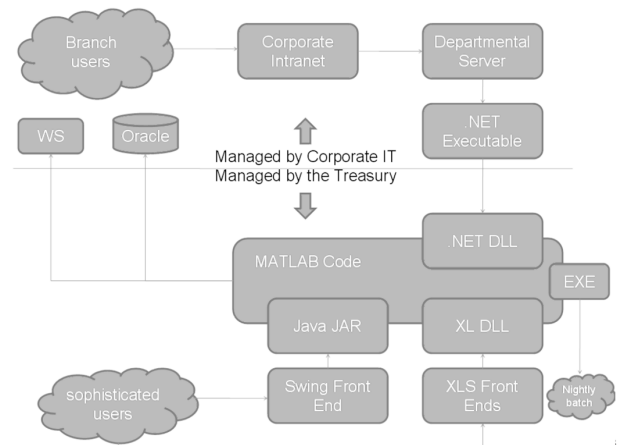 Branch
users
Corporate
Intranet
Departmental
Server
WS
Oracle
.NET
Executable
Managed by Corporate IT
Managed by the Treasury
.NET DLL
MATLAB Code
EXE
Java JAR
XL DLL
sophisticated
users
Swing Front
End
XLS Front
Ends
Nightly
batch